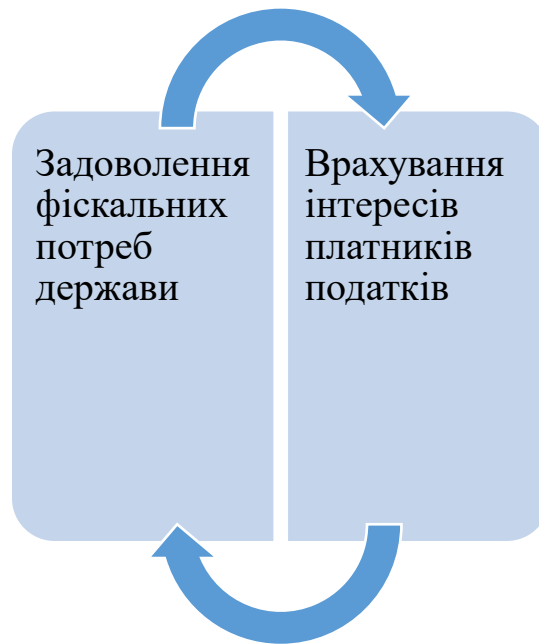 Задоволення
фіскальних
потреб
держави
Врахування
інтересів
платників
податків